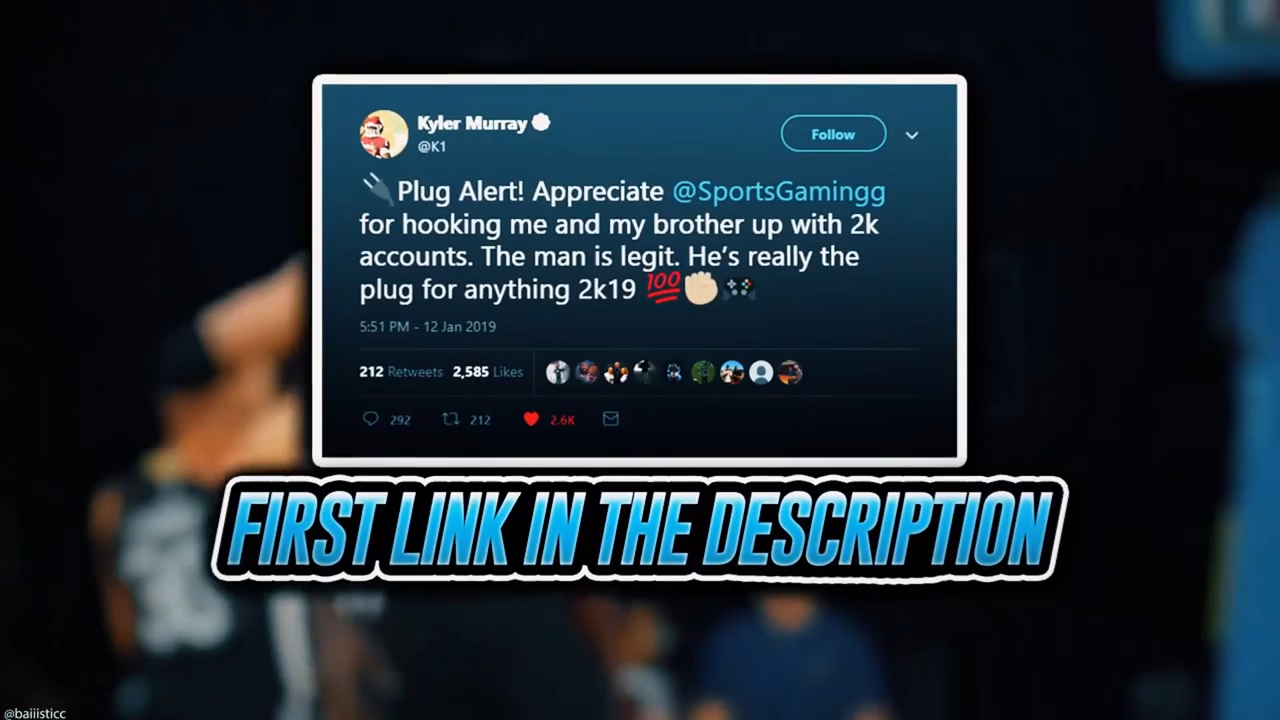 Kyler Murray
@K1
Follow
🔌Plug Alert! Appreciate @SportsGamingg
for hooking me and my brother up with 2k
accounts. The man is legit. He’s really the
plug for anything 2k19 💯✊🏼🎮
5:51 PM - 12 Jan 2019
212 Retweets 2,585 Likes
292 212 2.6K
FIRST LINK IN THE DESCRIPTION
@baiiisticc